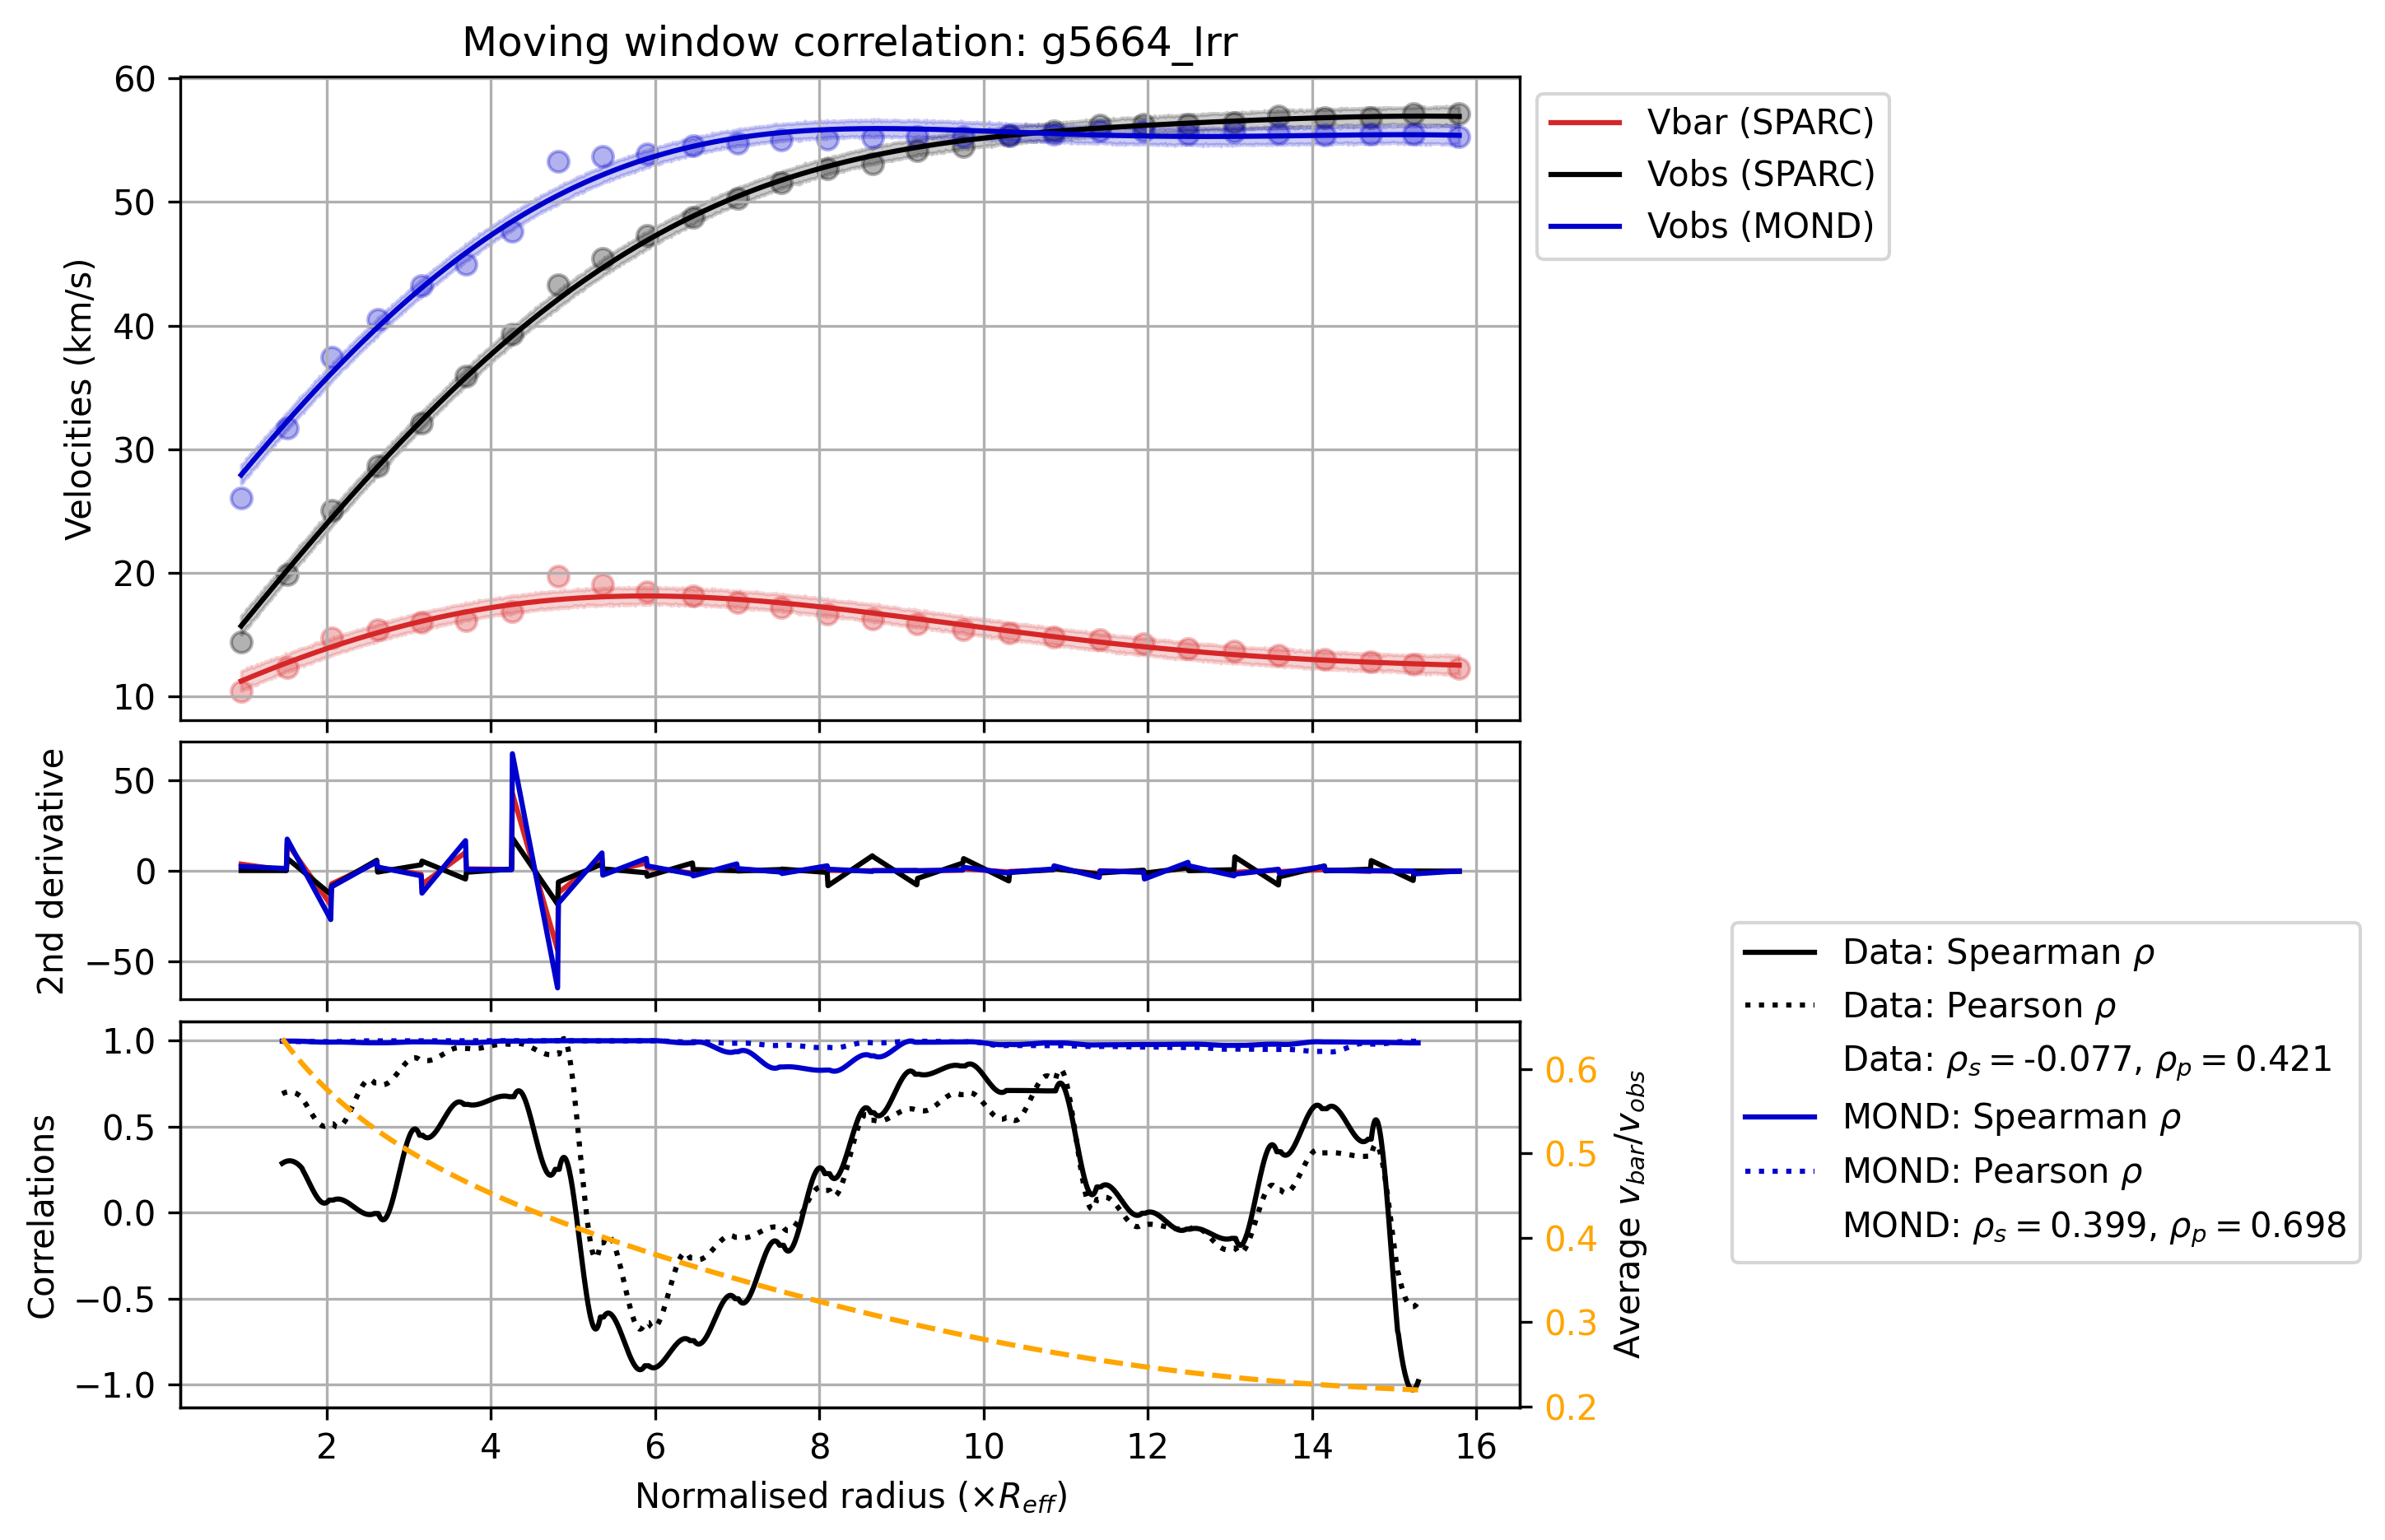 Moving window correlation: g5664_Irr
60
50
40
30
20
10
Velocities (km/s)
Vbar (SPARC)
Vobs (SPARC)
Vobs (MOND)
50
0
−50
2nd derivative
1.0
0.5
0.0
−0.5
−1.0
Correlations
0.6
0.5
0.4
0.3
0.2
Average v_bar/v_obs
Data: Spearman ρ
Data: Pearson ρ
Data: ρ_s = -0.077, ρ_p = 0.421
MOND: Spearman ρ
MOND: Pearson ρ
MOND: ρ_s = 0.399, ρ_p = 0.698
2 4 6 8 10 12 14 16
Normalised radius (×R_eff)